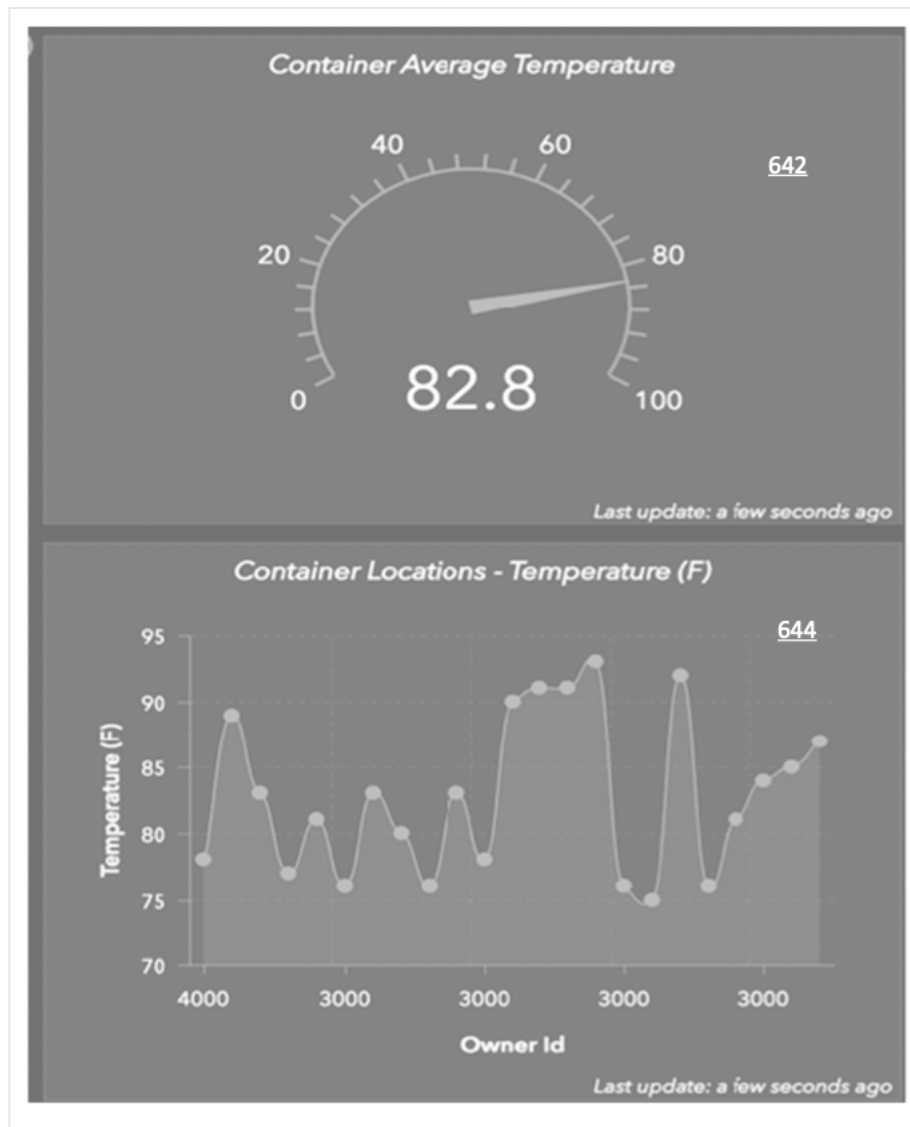 Container Average Temperature
642
40 60
20 80
0 82.8 100
Last update: a few seconds ago
Container Locations - Temperature (F)
644
95
90
85
80
75
70
Temperature (F)
4000 3000 3000 3000 3000
Owner Id
Last update: a few seconds ago